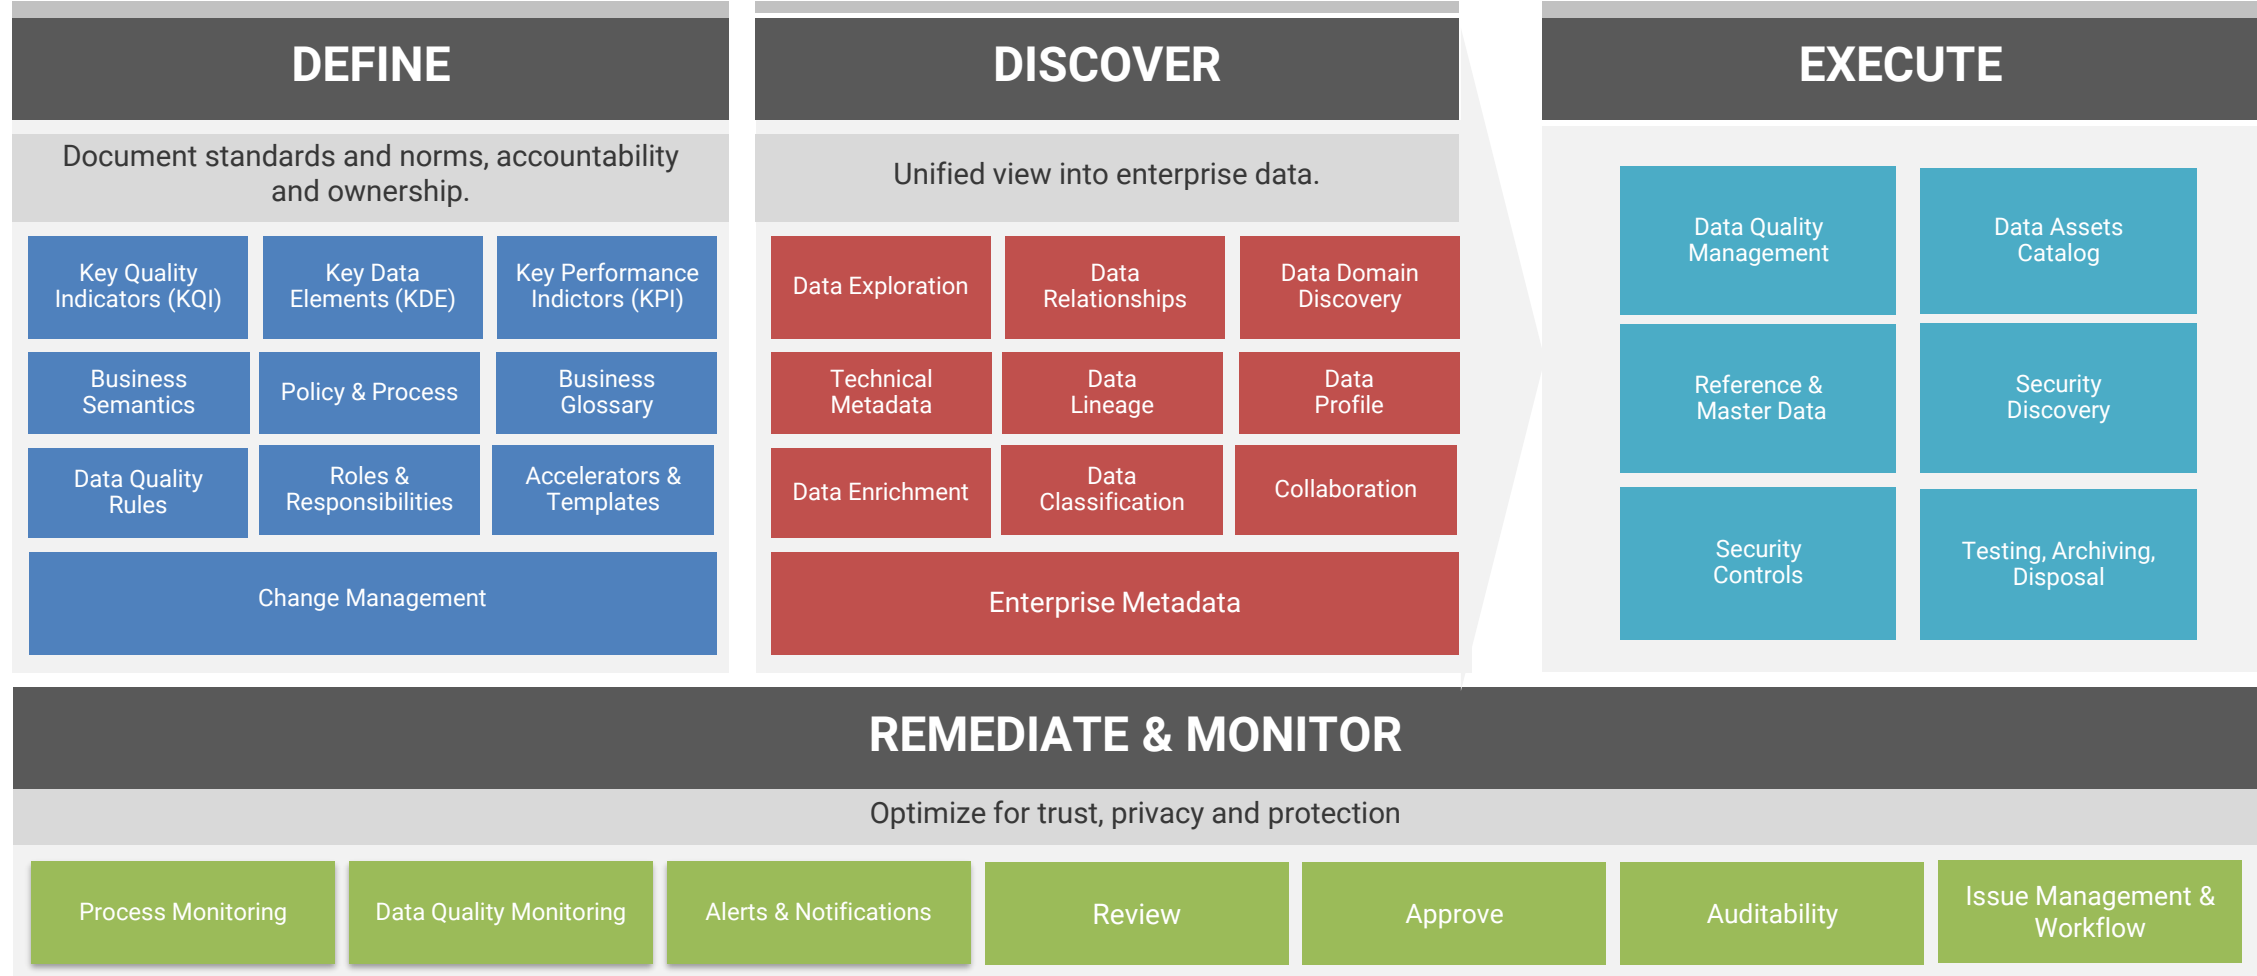 DEFINE
Document standards and norms, accountability
and ownership.
Key Quality
Indicators (KQI)
Key Data
Elements (KDE)
Key Performance
Indictors (KPI)
Business
Semantics
Policy & Process
Business
Glossary
Data Quality
Rules
Roles &
Responsibilities
Accelerators &
Templates
Change Management
DISCOVER
Unified view into enterprise data.
Data Exploration
Data
Relationships
Data Domain
Discovery
Technical
Metadata
Data
Lineage
Data
Profile
Data Enrichment
Data
Classification
Collaboration
Enterprise Metadata
EXECUTE
Data Quality
Management
Data Assets
Catalog
Reference &
Master Data
Security
Discovery
Security
Controls
Testing, Archiving,
Disposal
REMEDIATE & MONITOR
Optimize for trust, privacy and protection
Process Monitoring
Data Quality Monitoring
Alerts & Notifications
Review
Approve
Auditability
Issue Management &
Workflow